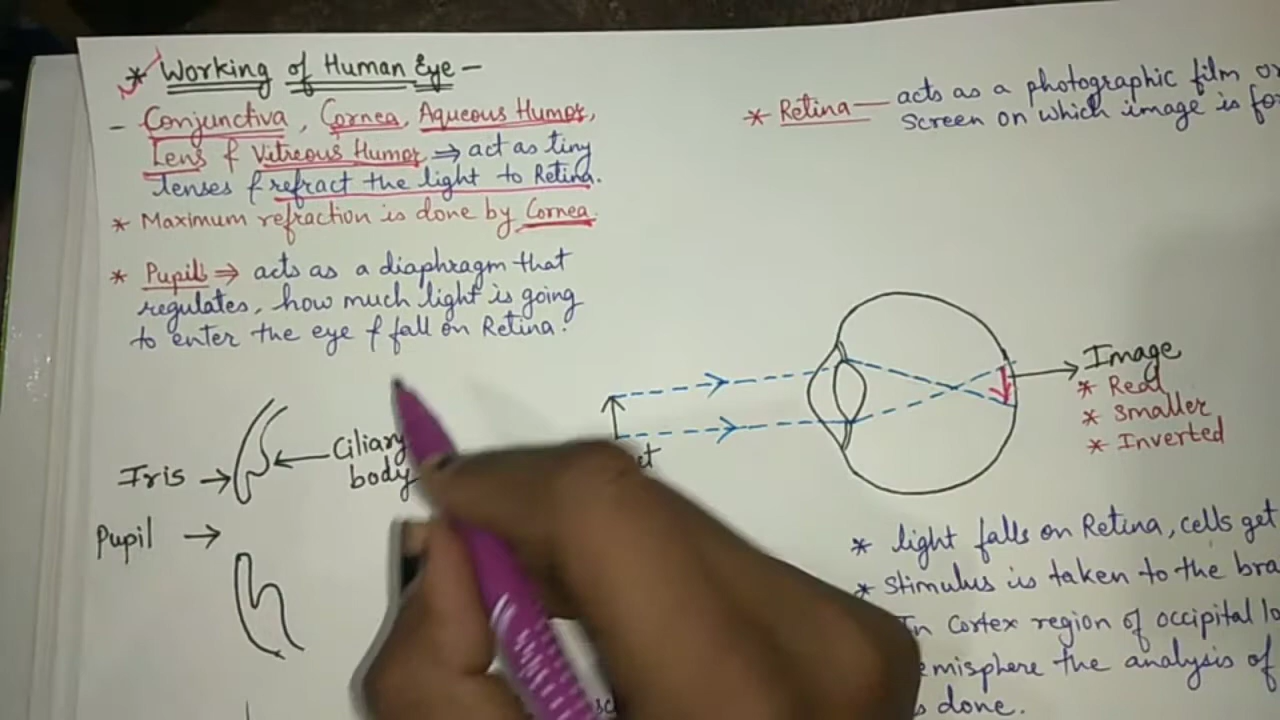 * Working of Human Eye –
– Conjunctiva, Cornea, Aqueous Humor,
Lens & Vitreous Humor ⇒ act as tiny
lenses & refract the light to Retina.
* Maximum refraction is done by Cornea.
* Pupil ⇒ acts as a diaphragm that
regulates, how much light is going
to enter the eye & fall on Retina.
Iris →
← Ciliary
body
Pupil →
* Retina — acts as a photographic film or
screen on which image is
Image
* Real
* Smaller
* Inverted
* light falls on Retina, cells get
* Stimulus is taken to the
In Cortex region of occipital
the analysis of
done.